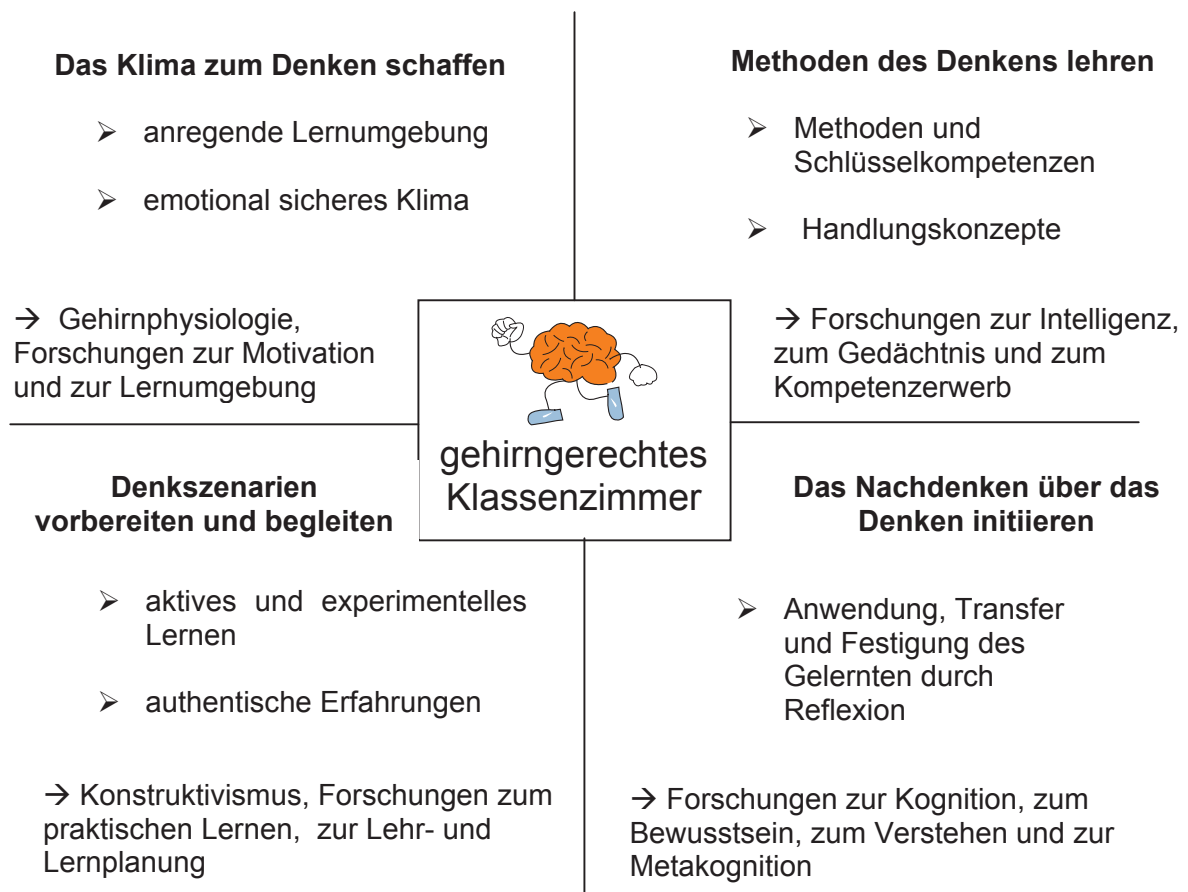 Das Klima zum Denken schaffen
➢ anregende Lernumgebung
➢ emotional sicheres Klima
→ Gehirnphysiologie,
Forschungen zur Motivation
und zur Lernumgebung
Methoden des Denkens lehren
➢ Methoden und
Schlüsselkompetenzen
➢ Handlungskonzepte
→ Forschungen zur Intelligenz,
zum Gedächtnis und zum
Kompetenzerwerb
gehirngerechtes
Klassenzimmer
Denkszenarien
vorbereiten und begleiten
➢ aktives und experimentelles
Lernen
➢ authentische Erfahrungen
→ Konstruktivismus, Forschungen zum
praktischen Lernen, zur Lehr- und
Lernplanung
Das Nachdenken über das
Denken initiieren
➢ Anwendung, Transfer
und Festigung des
Gelernten durch
Reflexion
→ Forschungen zur Kognition, zum
Bewusstsein, zum Verstehen und zur
Metakognition